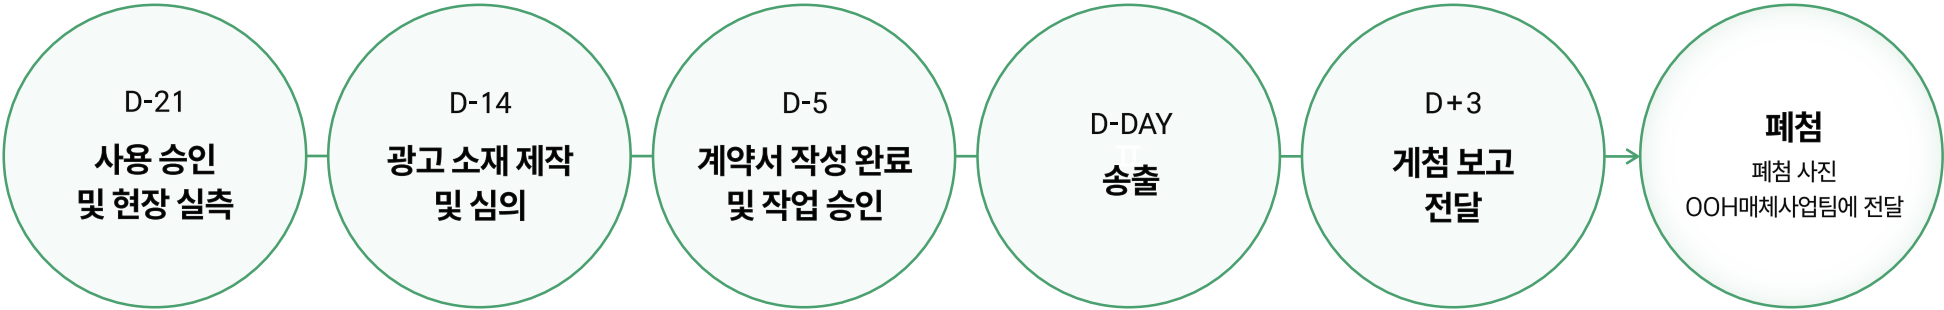 D-21
사용 승인
및 현장 실측
D-14
광고 소재 제작
및 심의
D-5
계약서 작성 완료
및 작업 승인
D-DAY
송출
D+3
게첨 보고
전달
폐첨
폐첨 사진
OOH매체사업팀에 전달